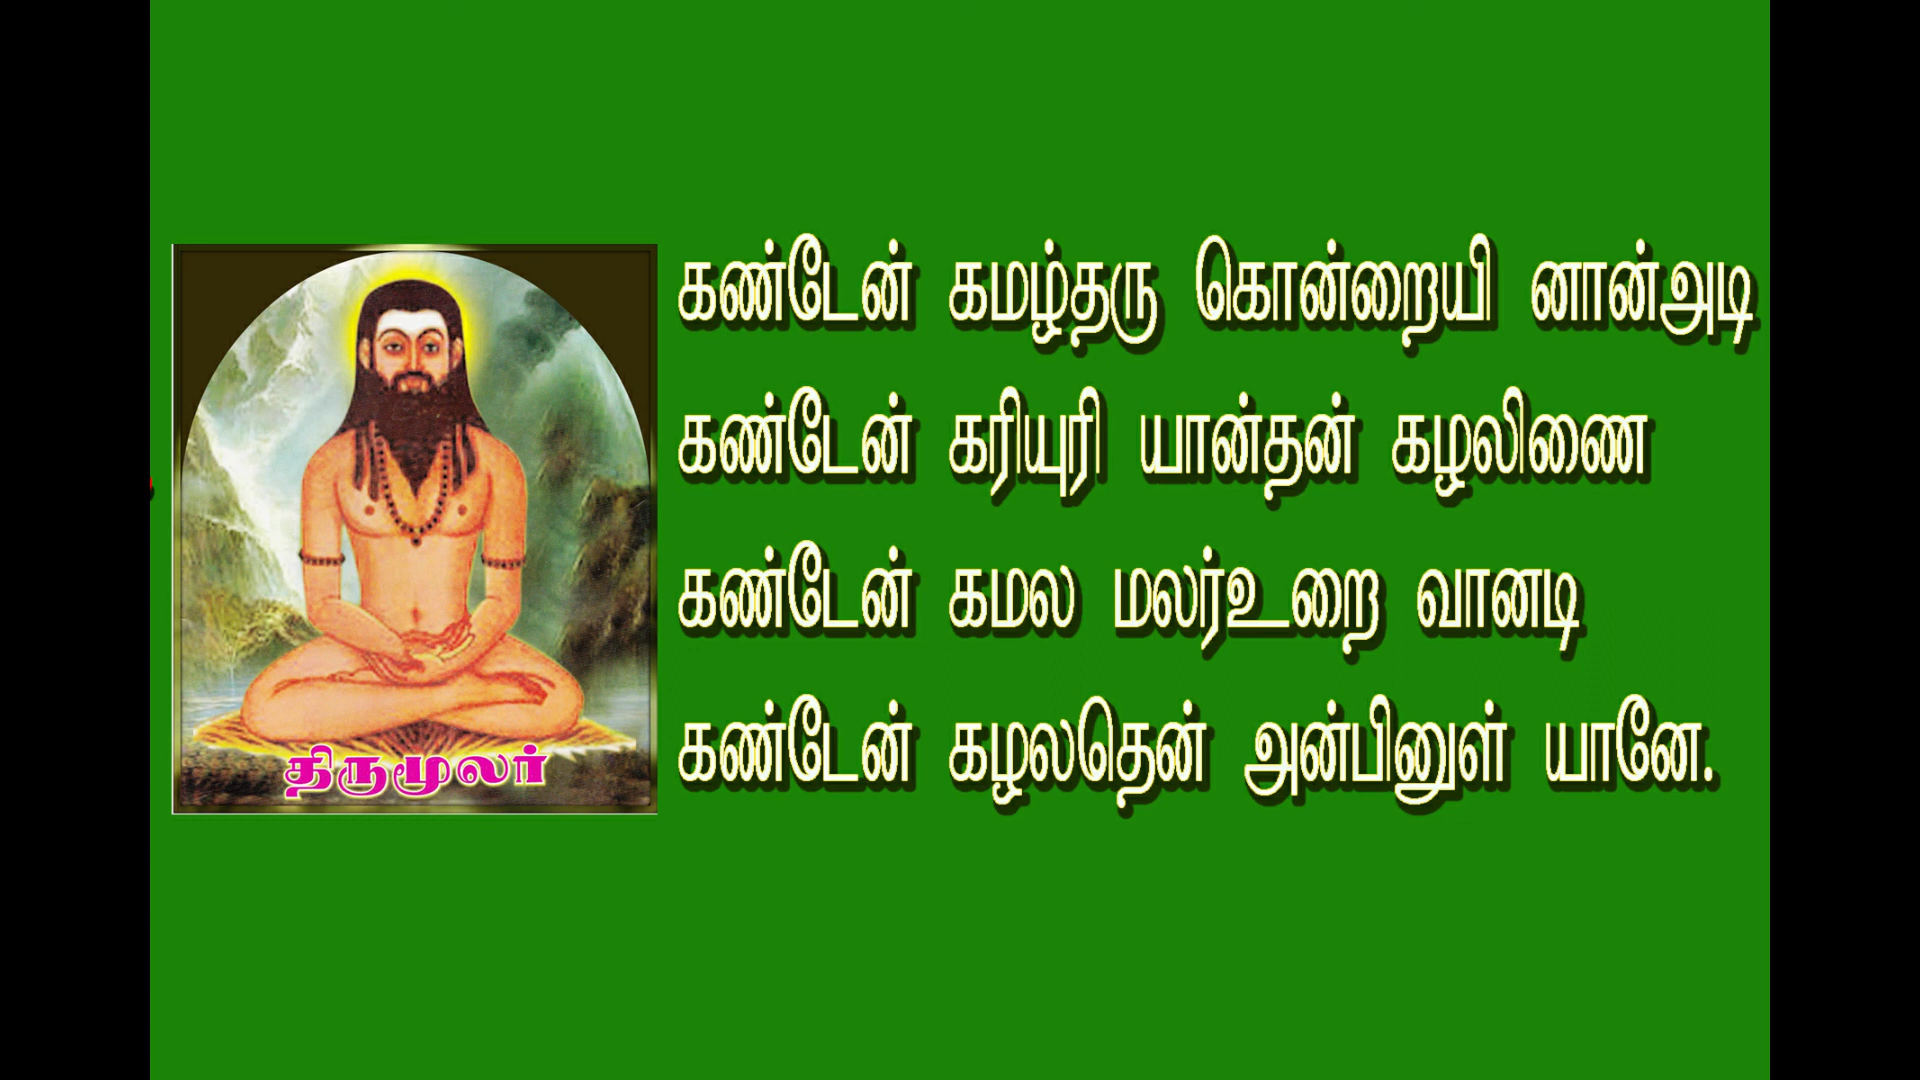 கண்டேன் கமழ்தரு கொன்றையி னான்அடி
கண்டேன் கரியுரி யான்தன் கழலிணை
கண்டேன் கமல மலர்உறை வானடி
கண்டேன் கழலதென் அன்பினுள் யானே.
திருமூலர்